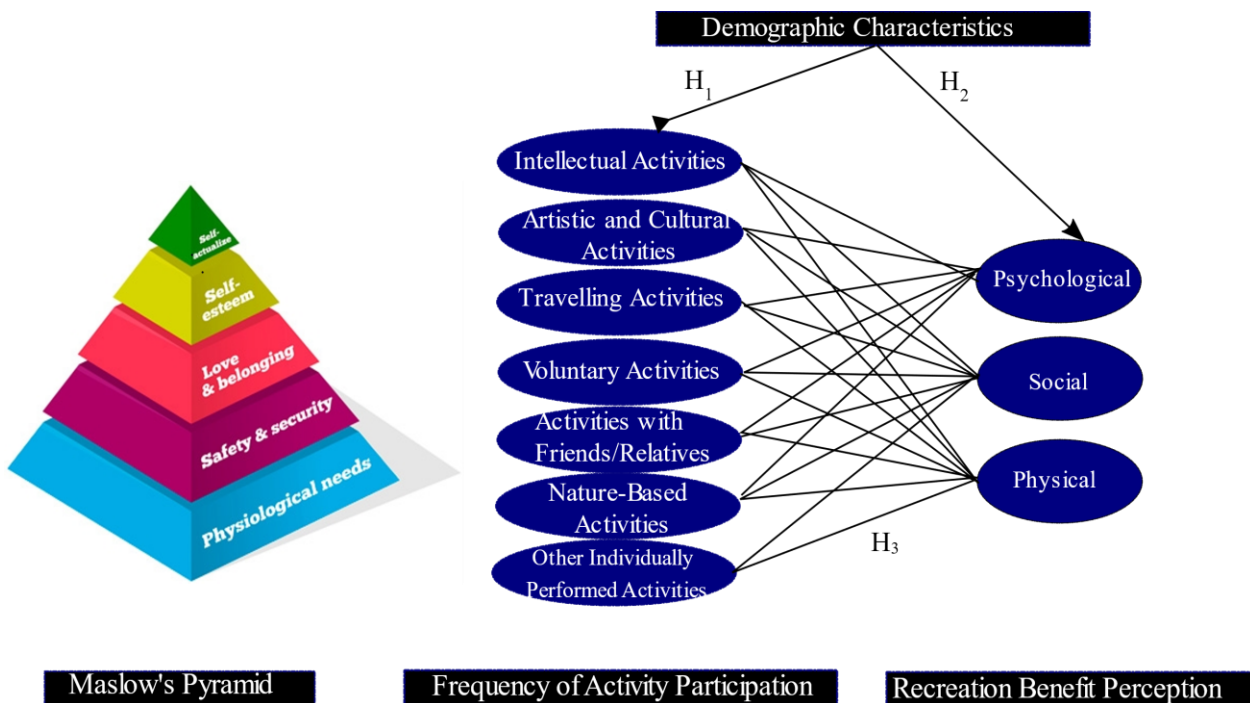 Demographic Characteristics
H1
H2
Intellectual Activities
Artistic and Cultural
Activities
Travelling Activities
Voluntary Activities
Activities with
Friends/Relatives
Nature-Based
Activities
Other Individually
Performed Activities
Psychological
Social
Physical
H3
Self-
actualize
Self-
esteem
Love
& belonging
Safety & security
Physiological needs
Maslow's Pyramid
Frequency of Activity Participation
Recreation Benefit Perception